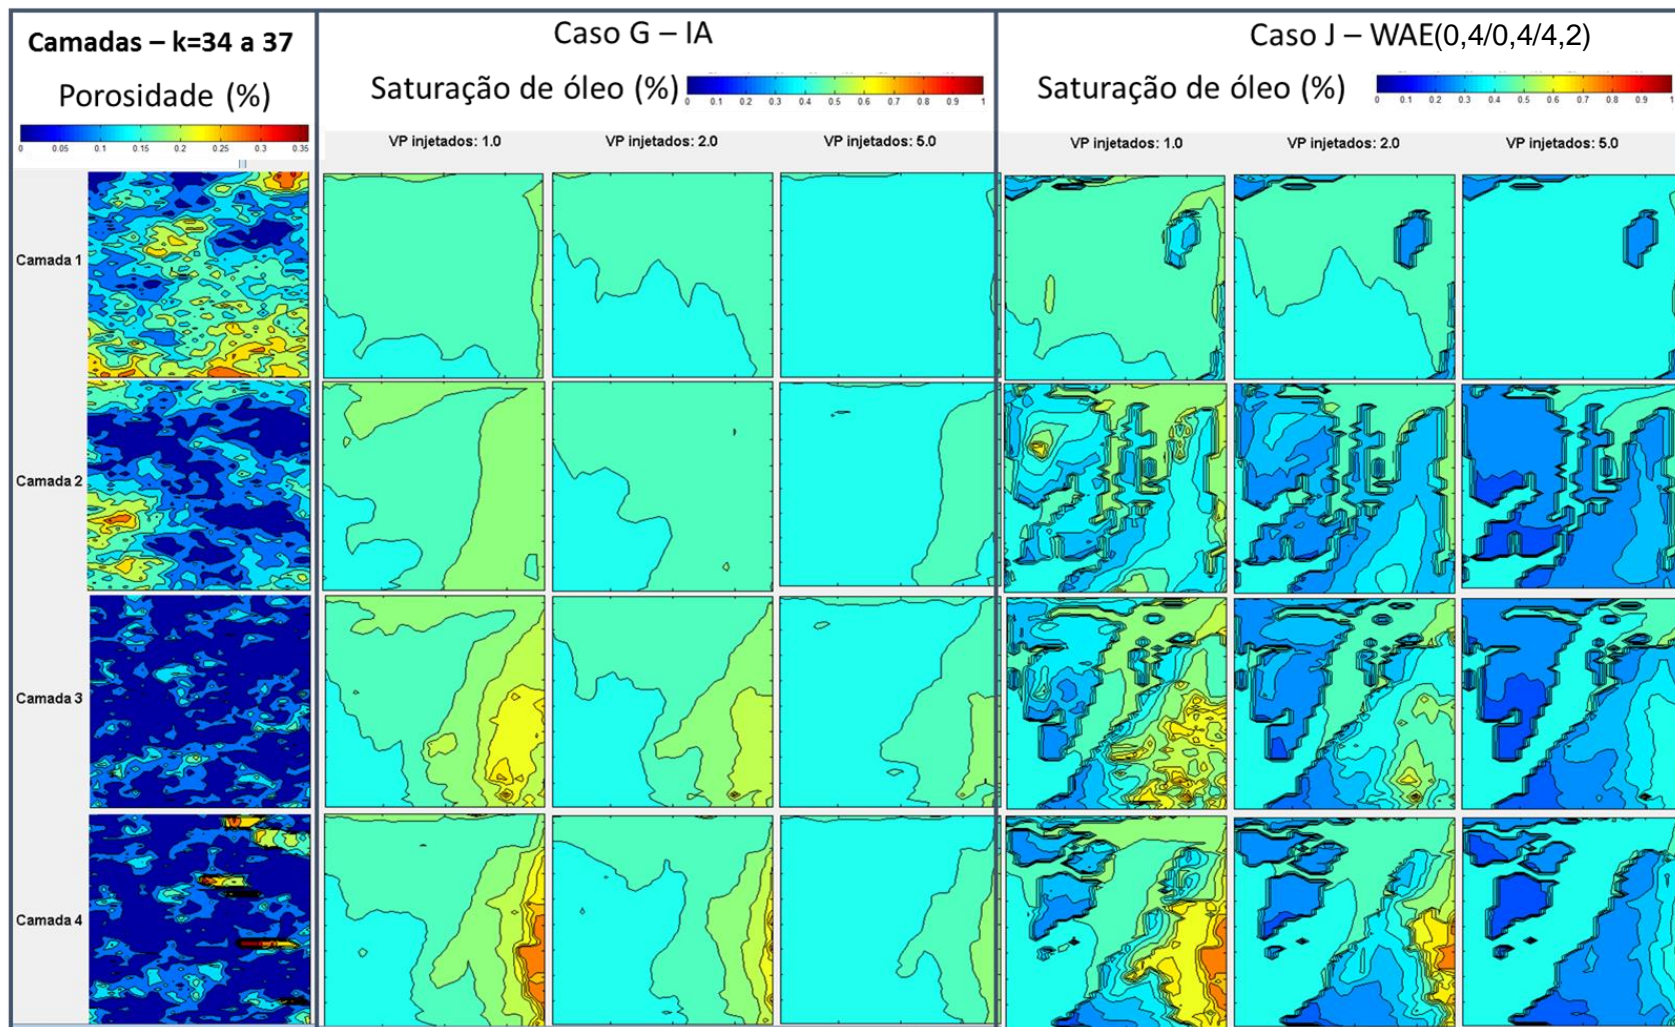 Camadas – k=34 a 37
Porosidade (%)
0 0.05 0.1 0.15 0.2 0.25 0.3 0.35
Caso G – IA
Saturação de óleo (%)
0 0.1 0.2 0.3 0.4 0.5 0.6 0.7 0.8 0.9 1
VP injetados: 1.0 VP injetados: 2.0 VP injetados: 5.0
Caso J – WAE(0,4/0,4/4,2)
Saturação de óleo (%)
0 0.1 0.2 0.3 0.4 0.5 0.6 0.7 0.8 0.9 1
VP injetados: 1.0 VP injetados: 2.0 VP injetados: 5.0
Camada 1
Camada 2
Camada 3
Camada 4